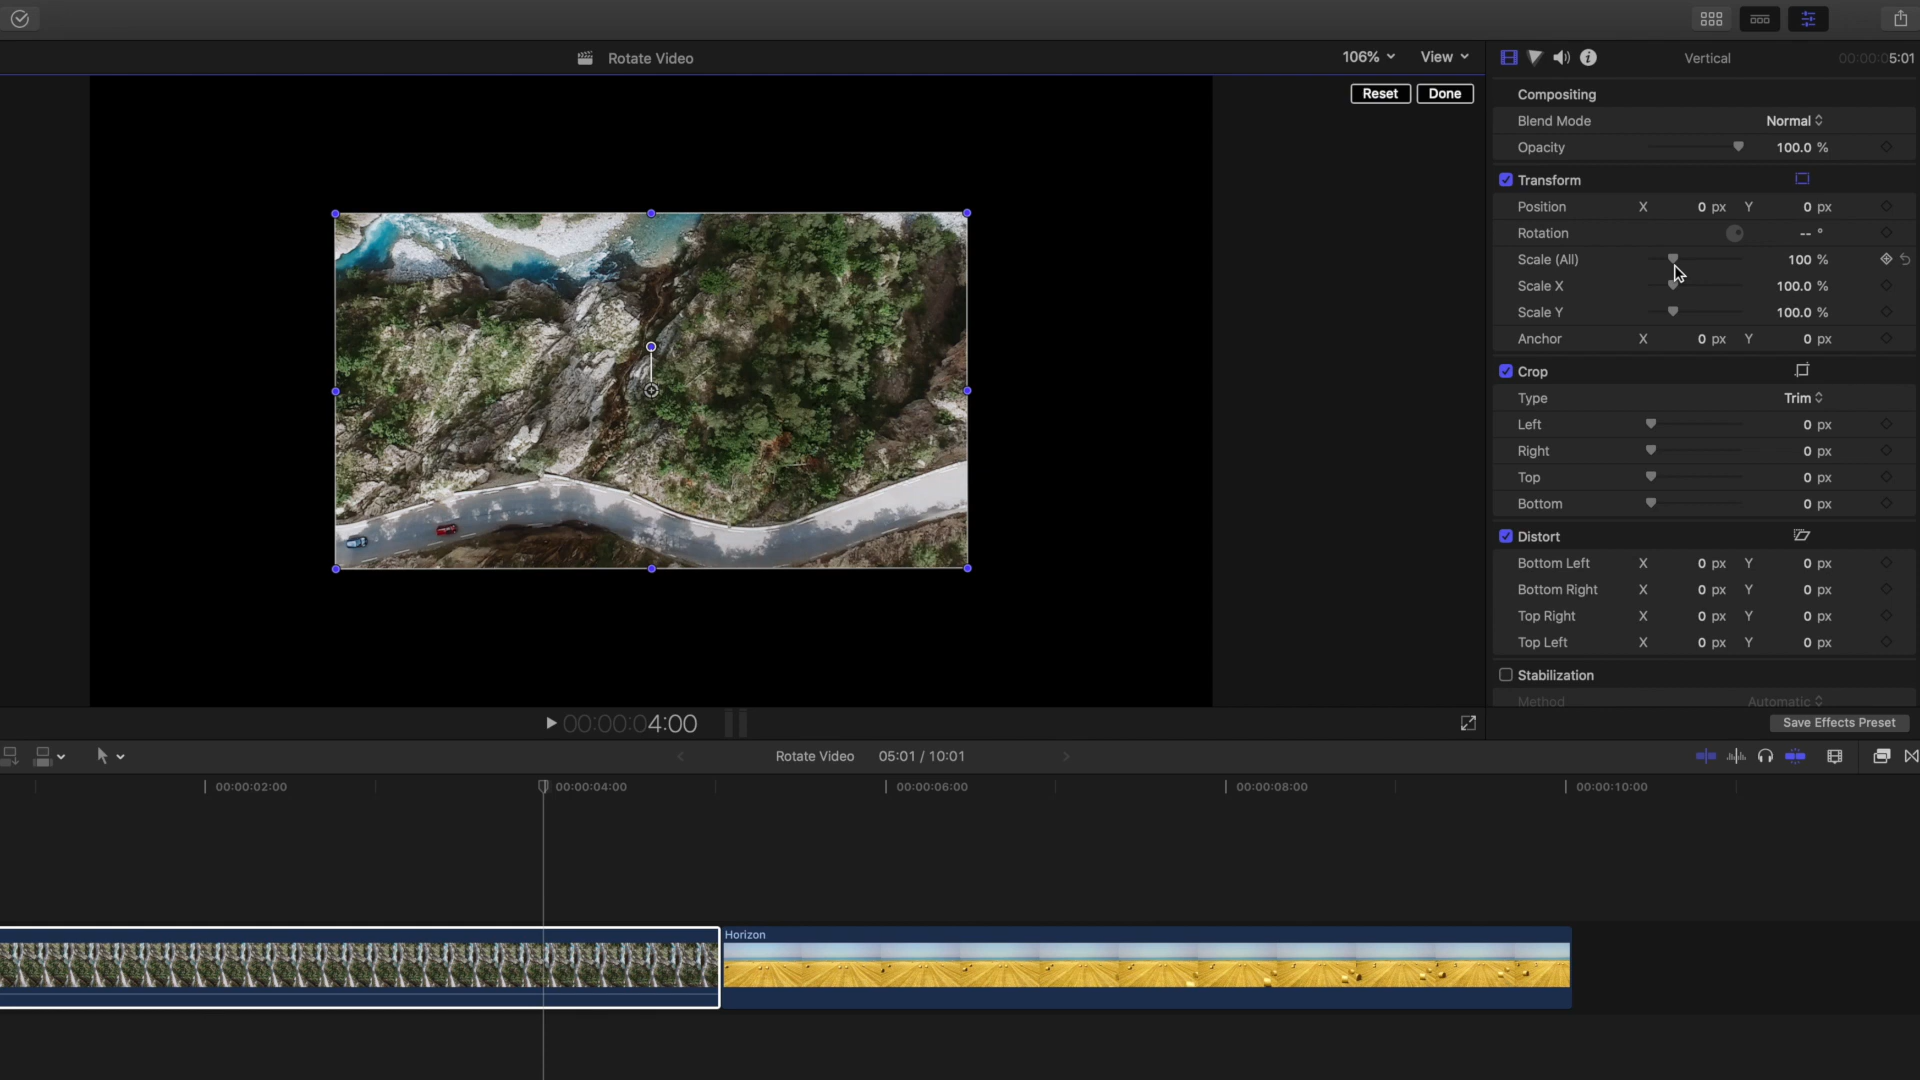 Rotate Video
106%
View
Vertical
00:00:05:01
Reset
Done
Compositing
Blend Mode
Normal
Opacity
100.0 %
Transform
Position X 0 px Y 0 px
Rotation -- °
Scale (All) 100 %
Scale X 100.0 %
Scale Y 100.0 %
Anchor X 0 px Y 0 px
Crop
Type Trim
Left 0 px
Right 0 px
Top 0 px
Bottom 0 px
Distort
Bottom Left X 0 px Y 0 px
Bottom Right X 0 px Y 0 px
Top Right X 0 px Y 0 px
Top Left X 0 px Y 0 px
Stabilization
Method Automatic
00:00:04:00
Save Effects Preset
Rotate Video 05:01 / 10:01
00:00:02:00 00:00:04:00 00:00:06:00 00:00:08:00 00:00:10:00
Horizon